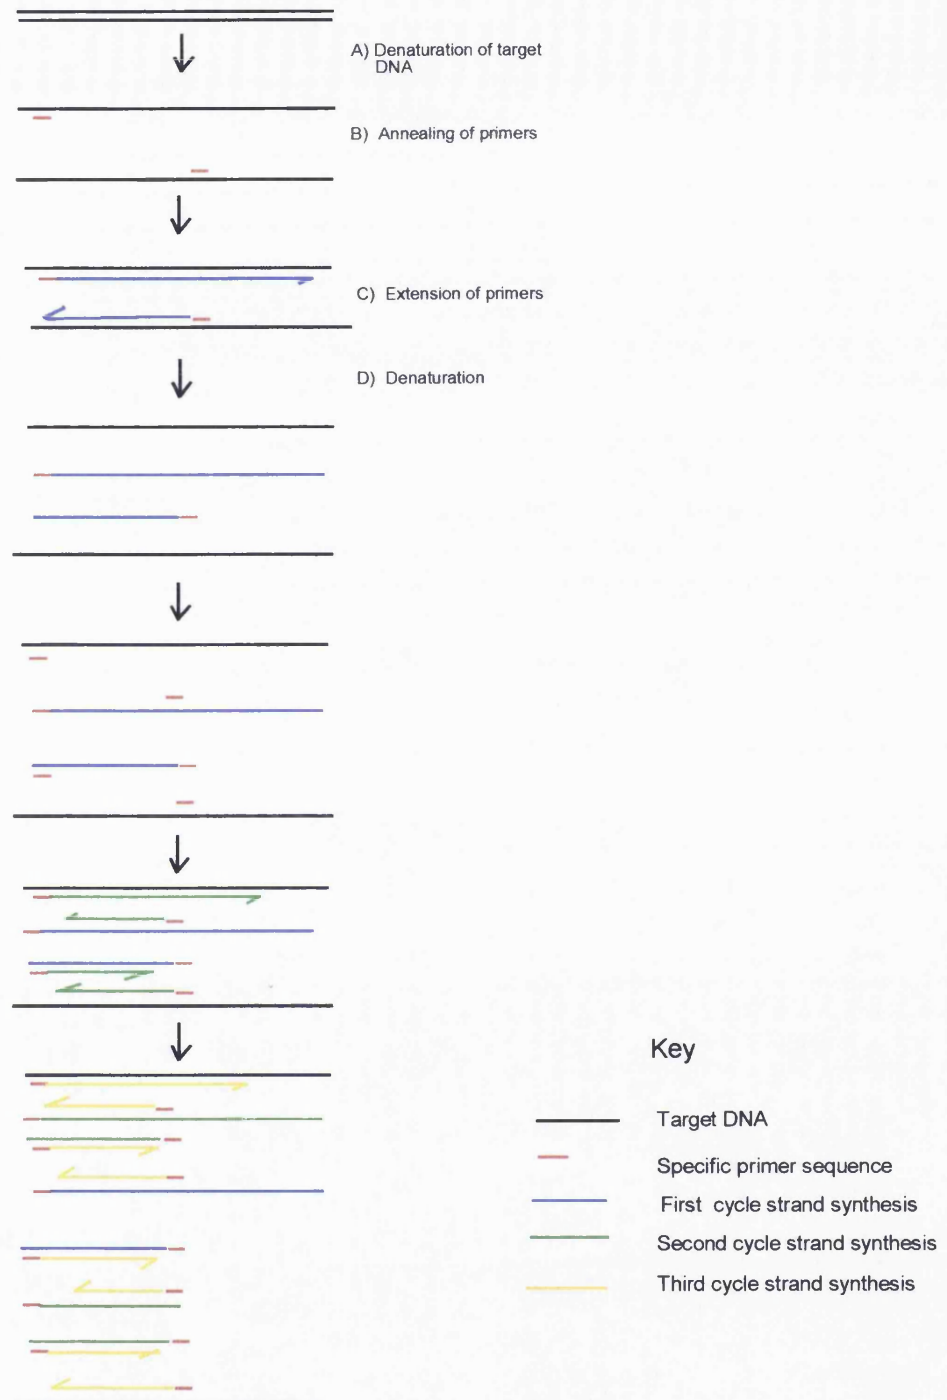 A) Denaturation of target
DNA
B) Annealing of primers
C) Extension of primers
D) Denaturation
Key
Target DNA
Specific primer sequence
First cycle strand synthesis
Second cycle strand synthesis
Third cycle strand synthesis